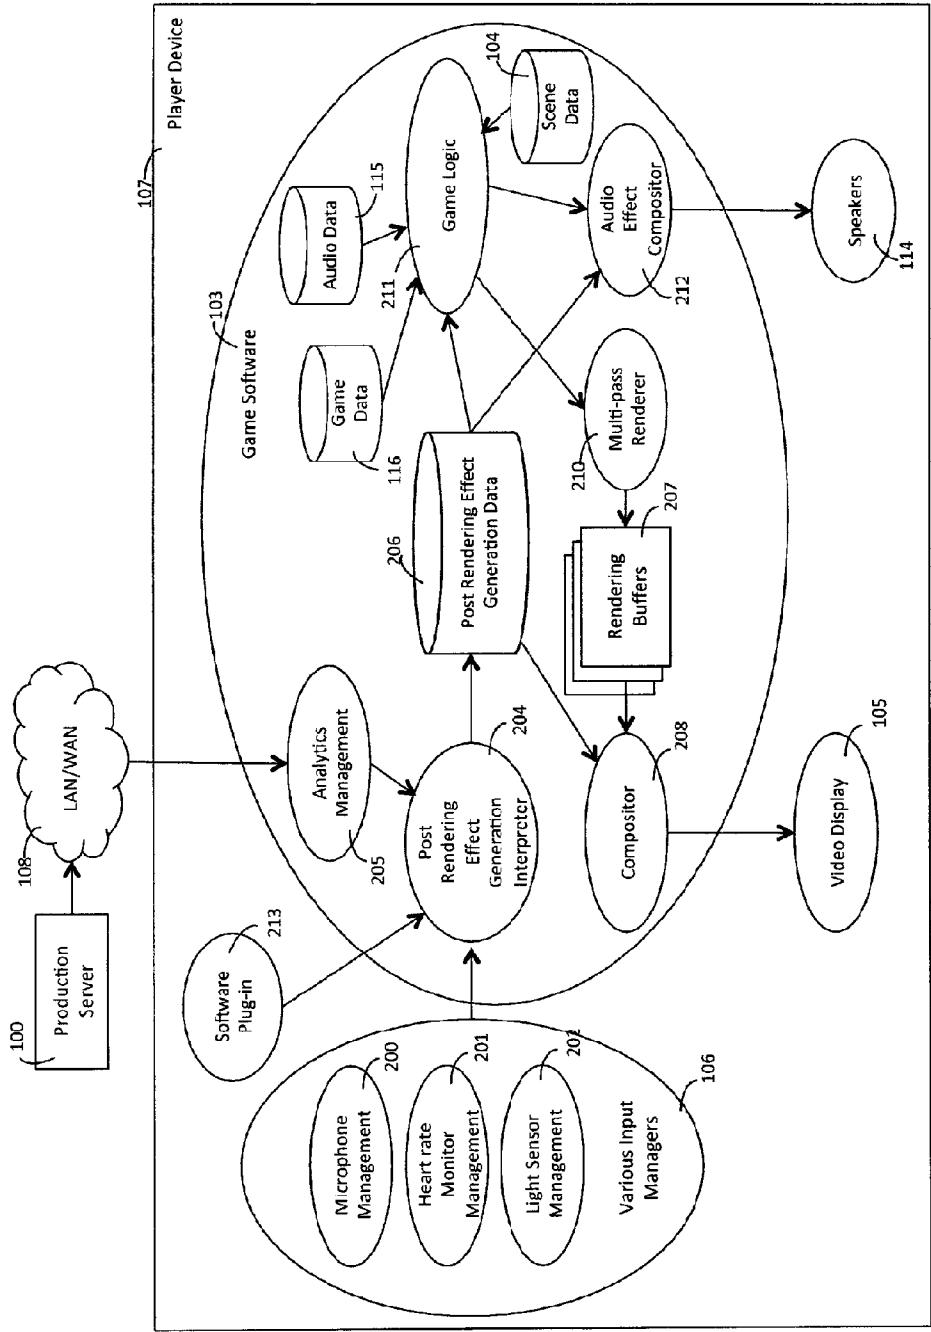 100
Production
Server
108
LAN/WAN
107
Player Device
213
Software
Plug-in
Analytics
Management
205
103
Game Software
Microphone
Management
200
Heart rate
Monitor
Management
201
Light Sensor
Management
202
Various Input
Managers
106
Post
Rendering
Effect
Generation
Interpreter
204
206
Post Rendering Effect
Generation Data
Game
Data
116
Audio Data
115
211
Game Logic
104
Scene
Data
Compositor
208
Rendering
Buffers
207
210
Multi-pass
Renderer
Audio
Effect
Compositor
212
Video Display
105
Speakers
114